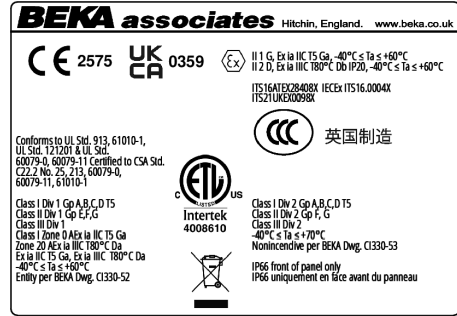 BEKA associates Hitchin, England. www.beka.co.uk
CE 2575 UK CA 0359 Ex II 1 G, Ex ia IIC T5 Ga, -40°C ≤ Ta ≤ +60°C
II 2 D, Ex ia IIIC T80°C Db IP20, -40°C ≤ Ta ≤ +60°C
ITS16ATEX28408X IECEx ITS16.0004X
ITS21UKEX0098X
CCC 英国制造
Conforms to UL Std. 913, 61010-1,
UL Std. 121201 & UL Std.
60079-0, 60079-11 Certified to CSA Std.
C22.2 No. 25, 213, 60079-0,
60079-11, 61010-1
C ETL LISTED US
Intertek
4008610
Class I Div 1 Gp A,B,C,D T5
Class II Div 1 Gp E,F,G
Class III Div 1
Class I Zone 0 AEx ia IIC T5 Ga
Zone 20 AEx ia IIIC T80°C Da
Ex ia IIC T5 Ga, Ex ia IIIC T80°C Da
-40°C ≤ Ta ≤ +60°C
Entity per BEKA Dwg. CI330-52
Class I Div 2 Gp A,B,C,D T5
Class II Div 2 Gp F, G
Class III Div 2
-40°C ≤ Ta ≤ +70°C
Nonincendive per BEKA Dwg. CI330-53
IP66 front of panel only
IP66 uniquement en face avant du panneau